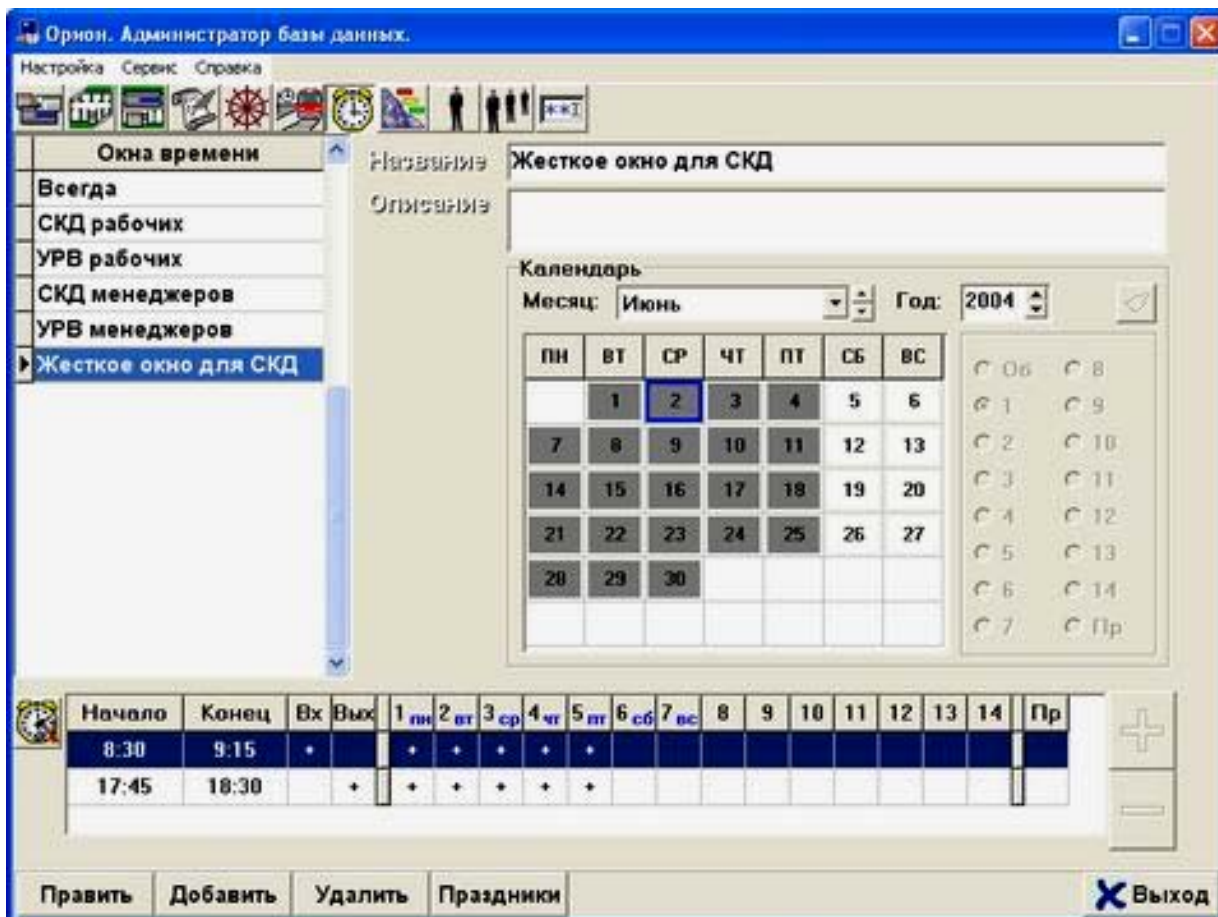 Орион. Администратор базы данных.
Настройка Сервис Справка
**I
Окна времени
Всегда
СКД рабочих
УРВ рабочих
СКД менеджеров
УРВ менеджеров
Жесткое окно для СКД
Название Жесткое окно для СКД
Описание
Календарь
Месяц: Июнь Год: 2004
ПН ВТ СР ЧТ ПТ СБ ВС
1 2 3 4 5 6
7 8 9 10 11 12 13
14 15 16 17 18 19 20
21 22 23 24 25 26 27
28 29 30
Об 8
1 9
2 10
3 11
4 12
5 13
6 14
7 Пр
Начало Конец Вх Вых 1 пн 2 вт 3 ср 4 чт 5 пт 6 сб 7 вс 8 9 10 11 12 13 14 Пр
8:30 9:15 + + + + + +
17:45 18:30 + + + + + +
Править Добавить Удалить Праздники Выход